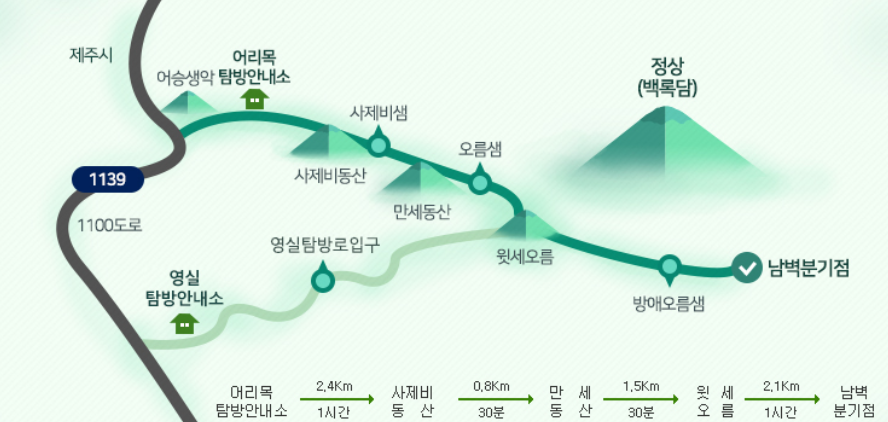 제주시
어승생악
어리목
탐방안내소
사제비샘
사제비동산
오름샘
만세동산
정상
(백록담)
1139
1100도로
영실탐방로입구
영실
탐방안내소
윗세오름
남벽분기점
방애오름샘
어리목
탐방안내소
2,4Km
1시간
사제비
동 산
0,8Km
30분
만 세
동 산
1,5Km
30분
윗 세
오 름
2,1Km
1시간
남벽
분기점